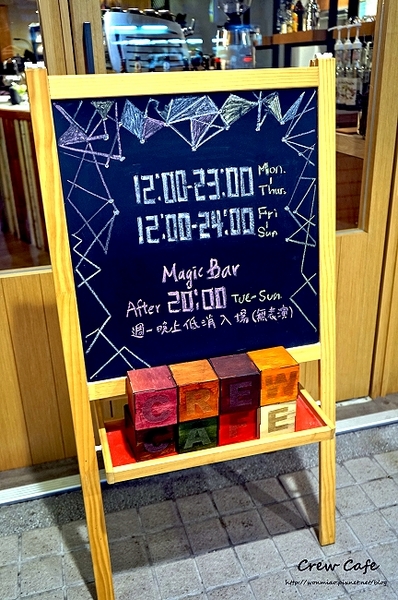 Crew Cafe
12:00-23:00 Mon.
|
Thur.
12:00-24:00 Fri
|
Sun
Magic Bar
After 20:00 Tue-Sun.
週一晚上低消入場(無表演)
CREW
CAFE
Crew Cafe
http://wonmiao.pixnet.net/blog